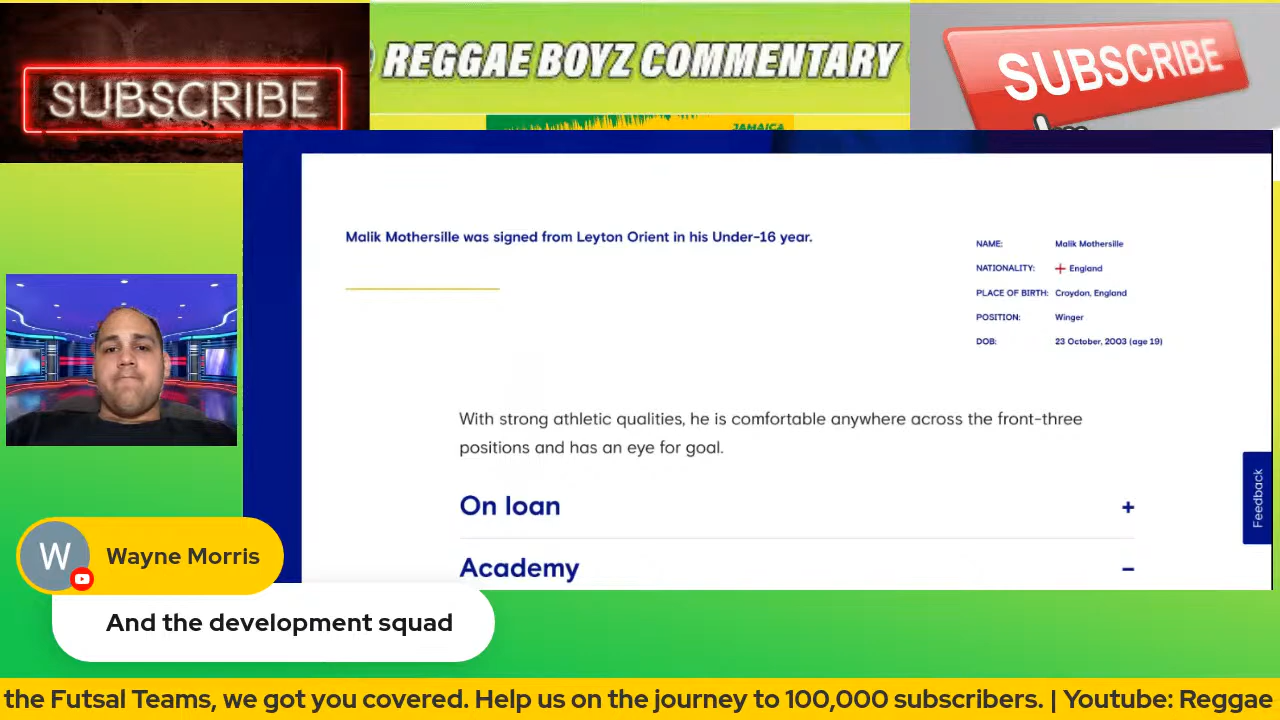 SUBSCRIBE
REGGAE BOYZ COMMENTARY
SUBSCRIBE
JAMAICA
Malik Mothersille was signed from Leyton Orient in his Under-16 year.
NAME: Malik Mothersille
NATIONALITY: England
PLACE OF BIRTH: Croydon, England
POSITION: Winger
DOB: 23 October, 2003 (age 19)
With strong athletic qualities, he is comfortable anywhere across the front-three
positions and has an eye for goal.
On loan +
Academy –
Feedback
W Wayne Morris
And the development squad
the Futsal Teams, we got you covered. Help us on the journey to 100,000 subscribers. | Youtube: Reggae